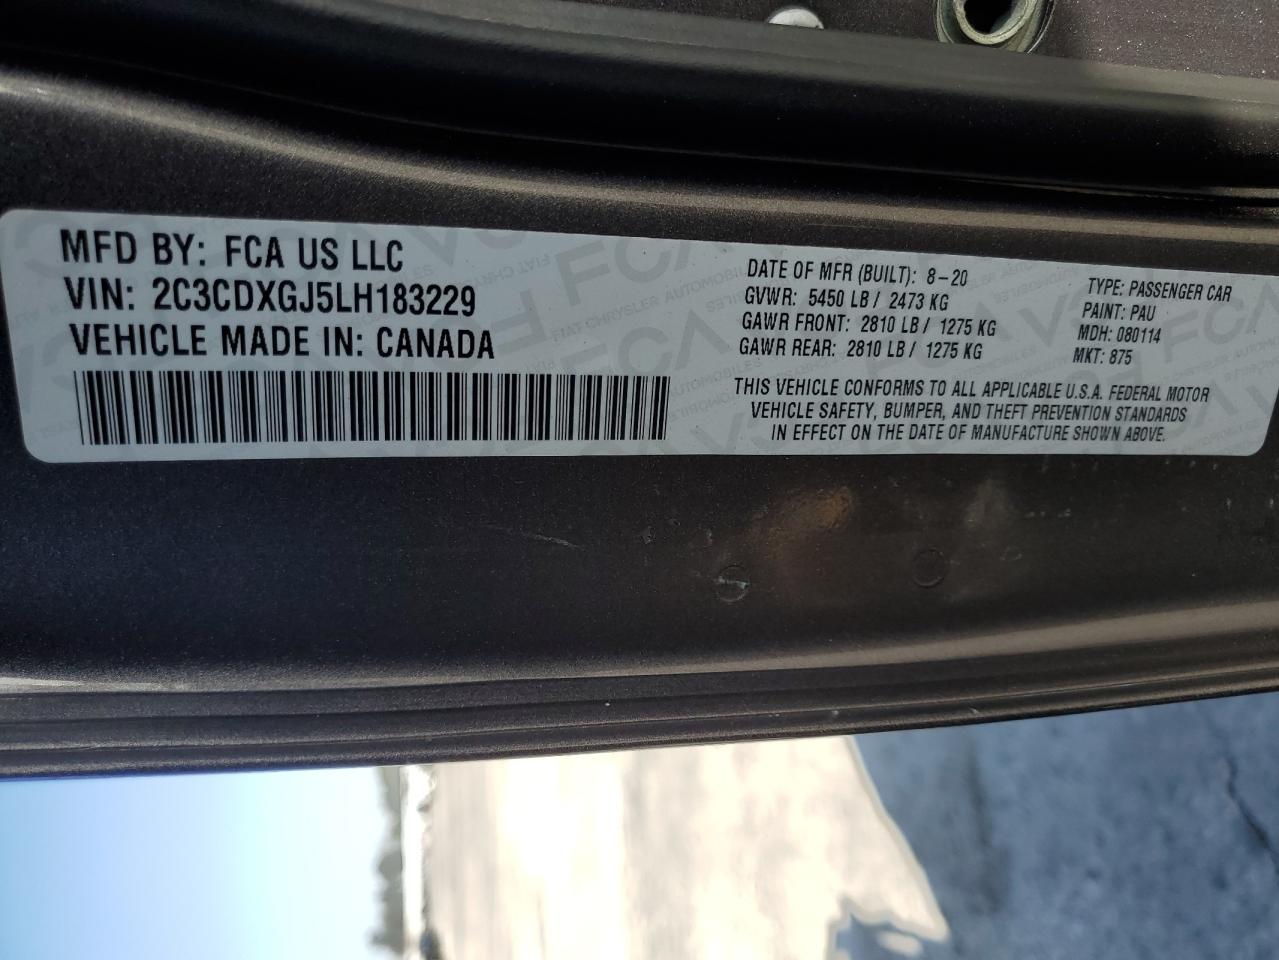 MFD BY: FCA US LLC
VIN: 2C3CDXGJ5LH183229
VEHICLE MADE IN: CANADA
DATE OF MFR (BUILT): 8-20
GVWR: 5450 LB / 2473 KG
GAWR FRONT: 2810 LB / 1275 KG
GAWR REAR: 2810 LB / 1275 KG
TYPE: PASSENGER CAR
PAINT: PAU
MDH: 080114
MKT: 875
THIS VEHICLE CONFORMS TO ALL APPLICABLE U.S.A. FEDERAL MOTOR
VEHICLE SAFETY, BUMPER, AND THEFT PREVENTION STANDARDS
IN EFFECT ON THE DATE OF MANUFACTURE SHOWN ABOVE.